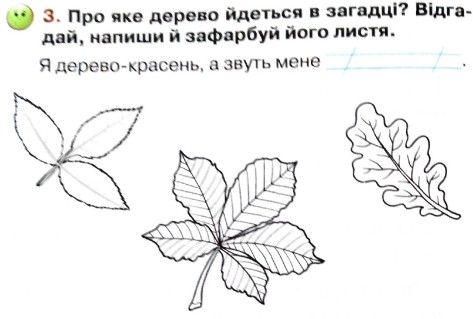 3. Про яке дерево йдеться в загадці? Відга-
дай, напиши й зафарбуй його листя.
Я дерево-красень, а звуть мене .